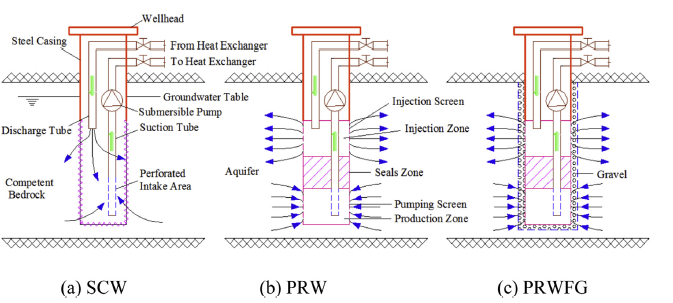 Wellhead
Steel Casing
From Heat Exchanger
To Heat Exchanger
Groundwater Table
Submersible Pump
Discharge Tube
Suction Tube
Competent
Bedrock
Perforated
Intake Area
Injection Screen
Injection Zone
Aquifer
Seals Zone
Pumping Screen
Production Zone
Gravel
(a) SCW
(b) PRW
(c) PRWFG